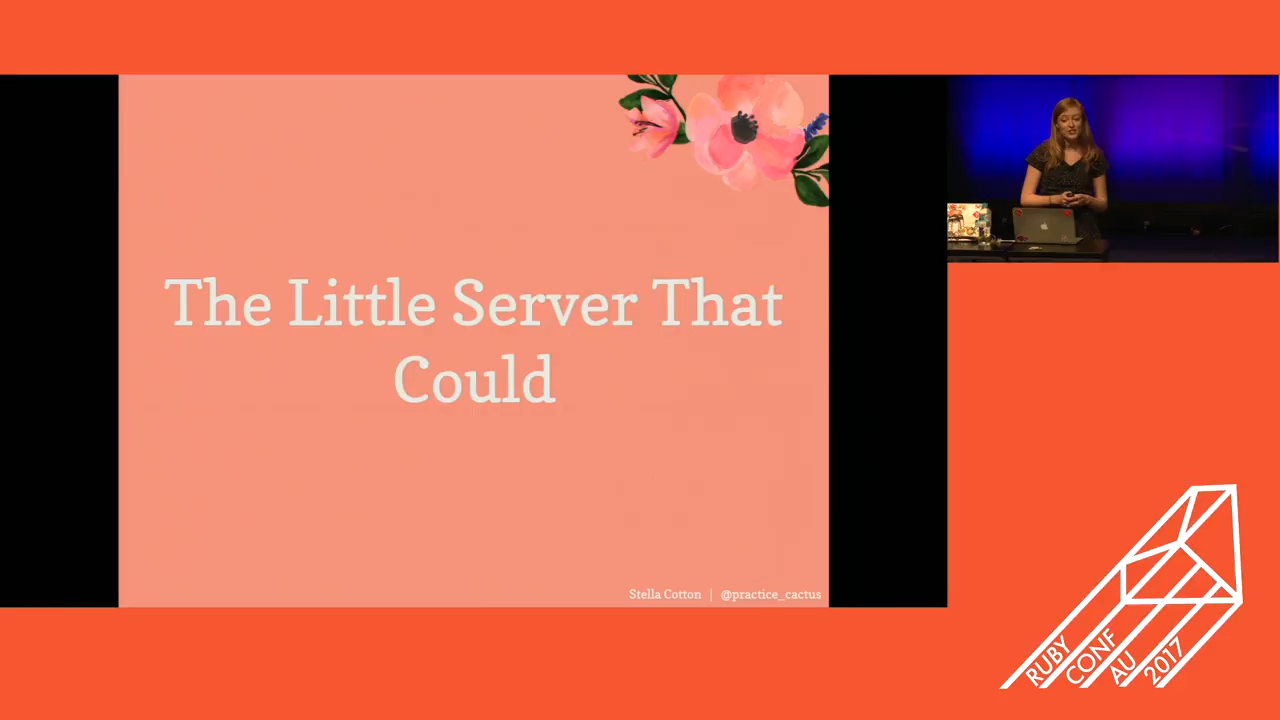 The Little Server That
Could
Stella Cotton | @practice_cactus
RUBY
CONF
AU
2017